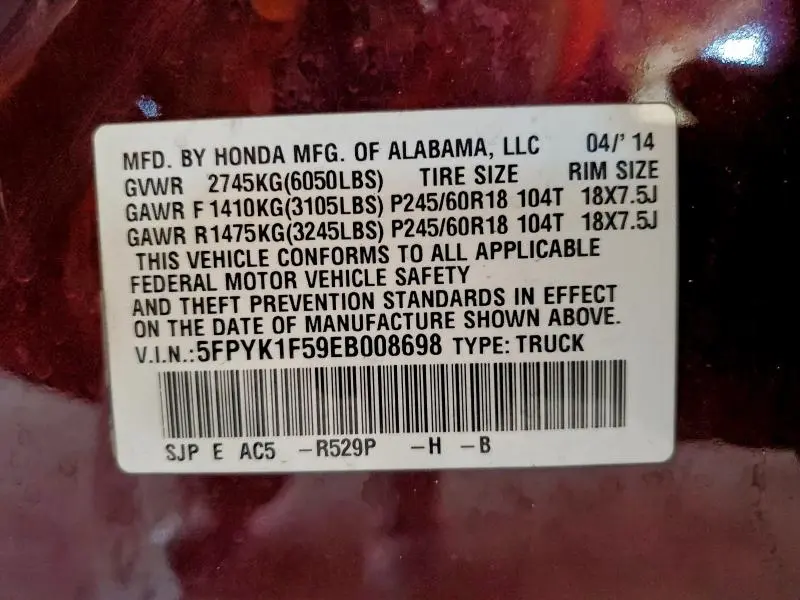 MFD. BY HONDA MFG. OF ALABAMA, LLC 04/'14
GVWR 2745KG(6050LBS) TIRE SIZE RIM SIZE
GAWR F 1410KG(3105LBS) P245/60R18 104T 18X7.5J
GAWR R1475KG(3245LBS) P245/60R18 104T 18X7.5J
THIS VEHICLE CONFORMS TO ALL APPLICABLE
FEDERAL MOTOR VEHICLE SAFETY
AND THEFT PREVENTION STANDARDS IN EFFECT
ON THE DATE OF MANUFACTURE SHOWN ABOVE.
V.I.N.:5FPYK1F59EB008698 TYPE: TRUCK
SJP E AC5 -R529P -H -B